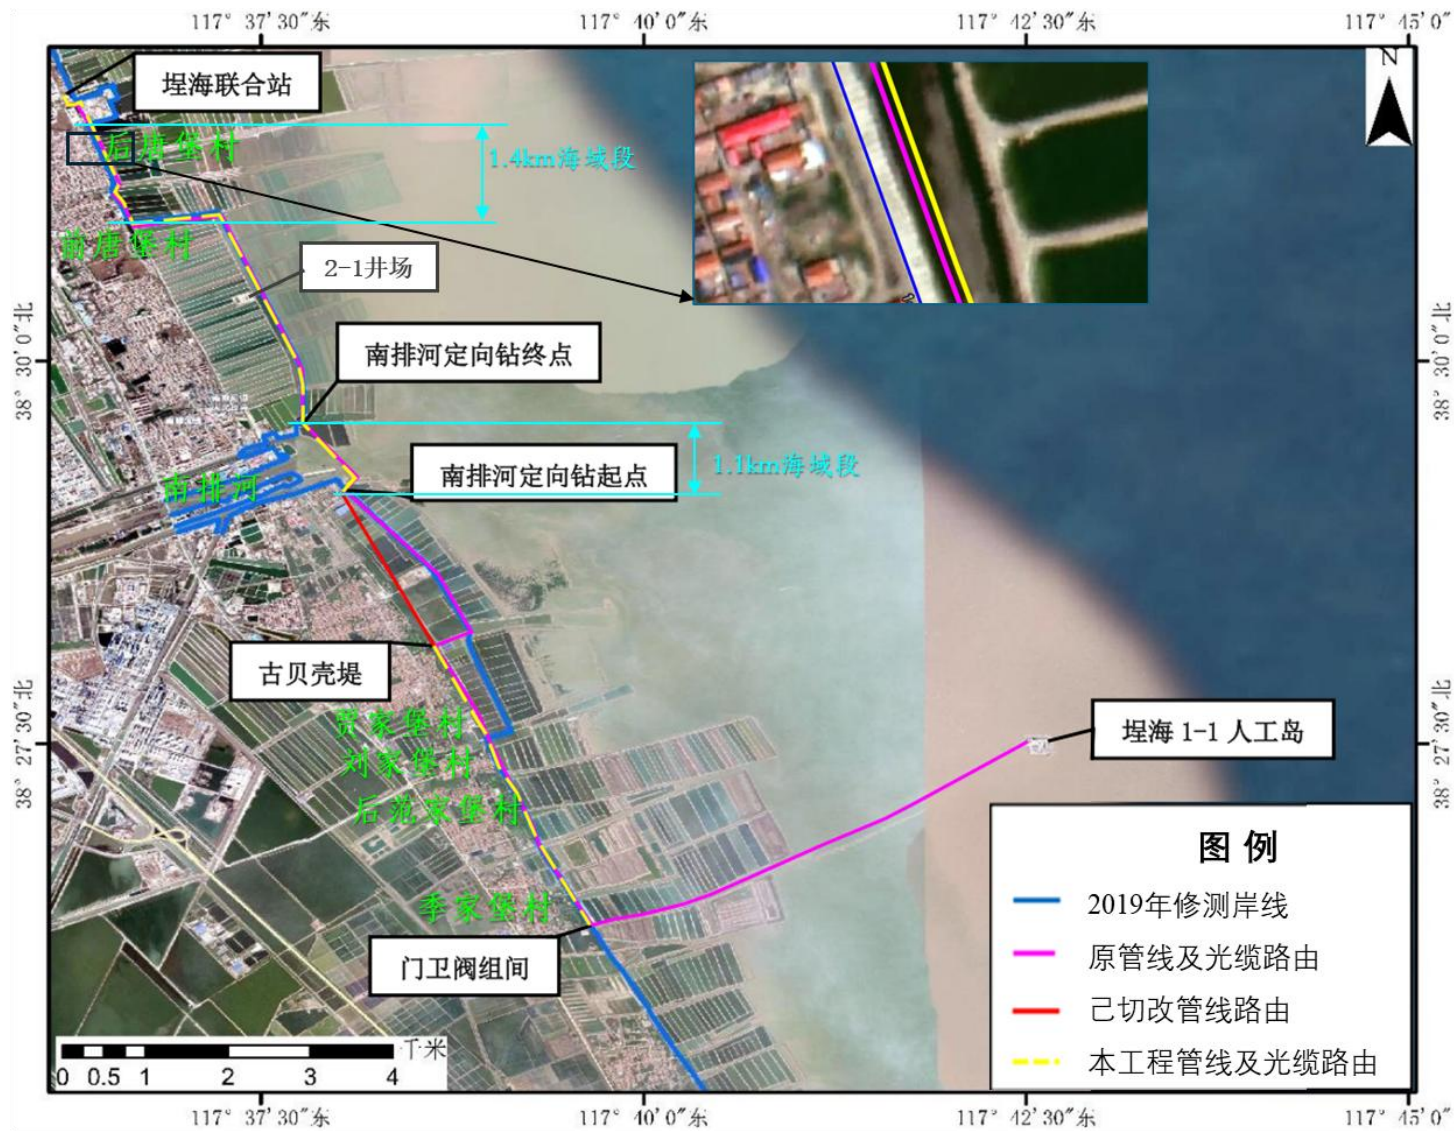 117° 37'30"东
117° 40'0"东
117° 42'30"东
117° 45'0"东
N
埕海联合站
后唐堡村
1.4km海域段
前唐堡村
2-1井场
38° 30'0"北
38° 30'0"北
南排河定向钻终点
南排河定向钻起点
1.1km海域段
南排河
古贝壳堤
贾家堡村
刘家堡村
后范家堡村
季家堡村
门卫阀组间
埕海 1-1 人工岛
38° 27'30"北
38° 27'30"北
图 例
2019年修测岸线
原管线及光缆路由
己切改管线路由
本工程管线及光缆路由
千米
0 0.5 1 2 3 4
117° 37'30"东
117° 40'0"东
117° 42'30"东
117° 45'0"东